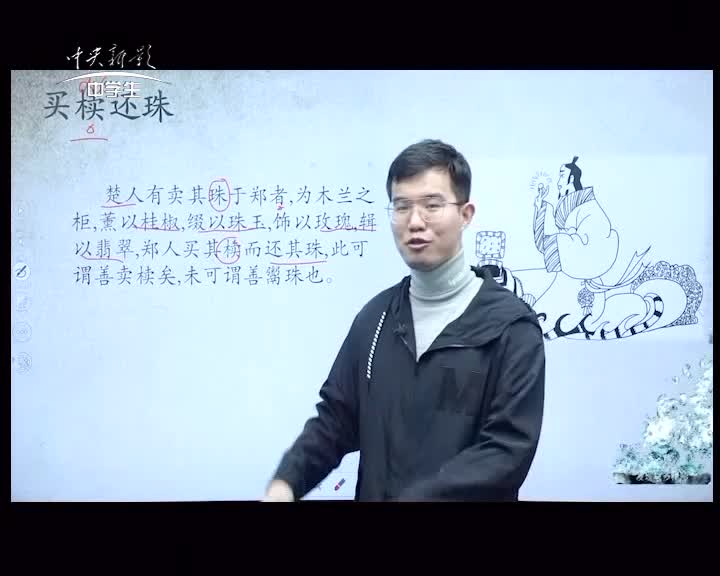 中央新影
中学生
买椟还珠
楚人有卖其珠于郑者,为木兰之
柜,薰以桂椒,缀以珠玉,饰以玫瑰,辑
以翡翠,郑人买其椟而还其珠,此可
谓善卖椟矣,未可谓善鬻珠也。
M